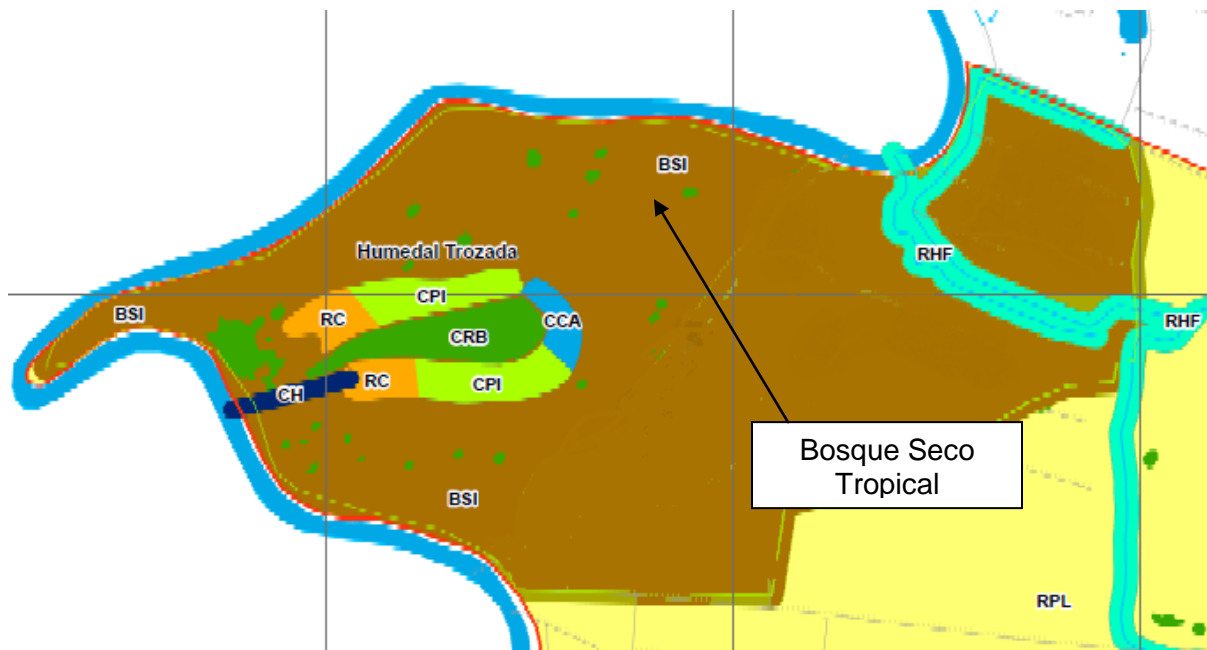 BSI
Humedal Trozada
RHF
CPI
BSI
RC
CCA
RHF
CRB
RC
CPI
CH
Bosque Seco
Tropical
BSI
RPL